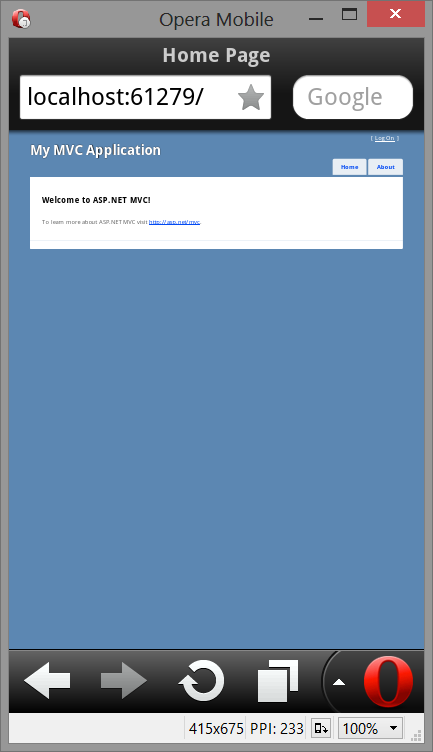 Opera Mobile
Home Page
localhost:61279/
Google
[ Log On ]
My MVC Application
Home
About
Welcome to ASP.NET MVC!
To learn more about ASP.NET MVC visit http://asp.net/mvc.
415x675
PPI: 233
100%